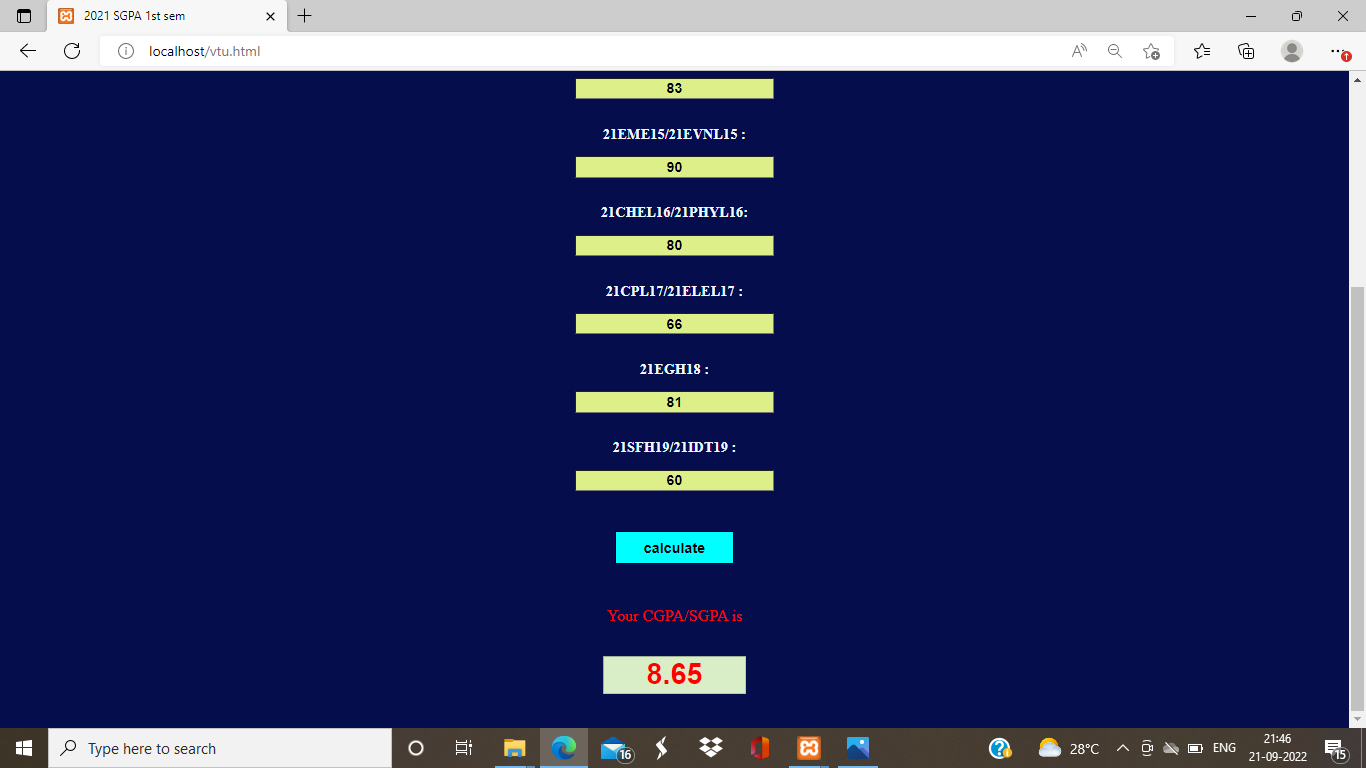 2021 SGPA 1st sem
localhost/vtu.html
83
21EME15/21EVNL15 :
90
21CHEL16/21PHYL16:
80
21CPL17/21ELEL17 :
66
21EGH18 :
81
21SFH19/21IDT19 :
60
calculate
Your CGPA/SGPA is
8.65
Type here to search
16
28°C
ENG
21:46
21-09-2022
15